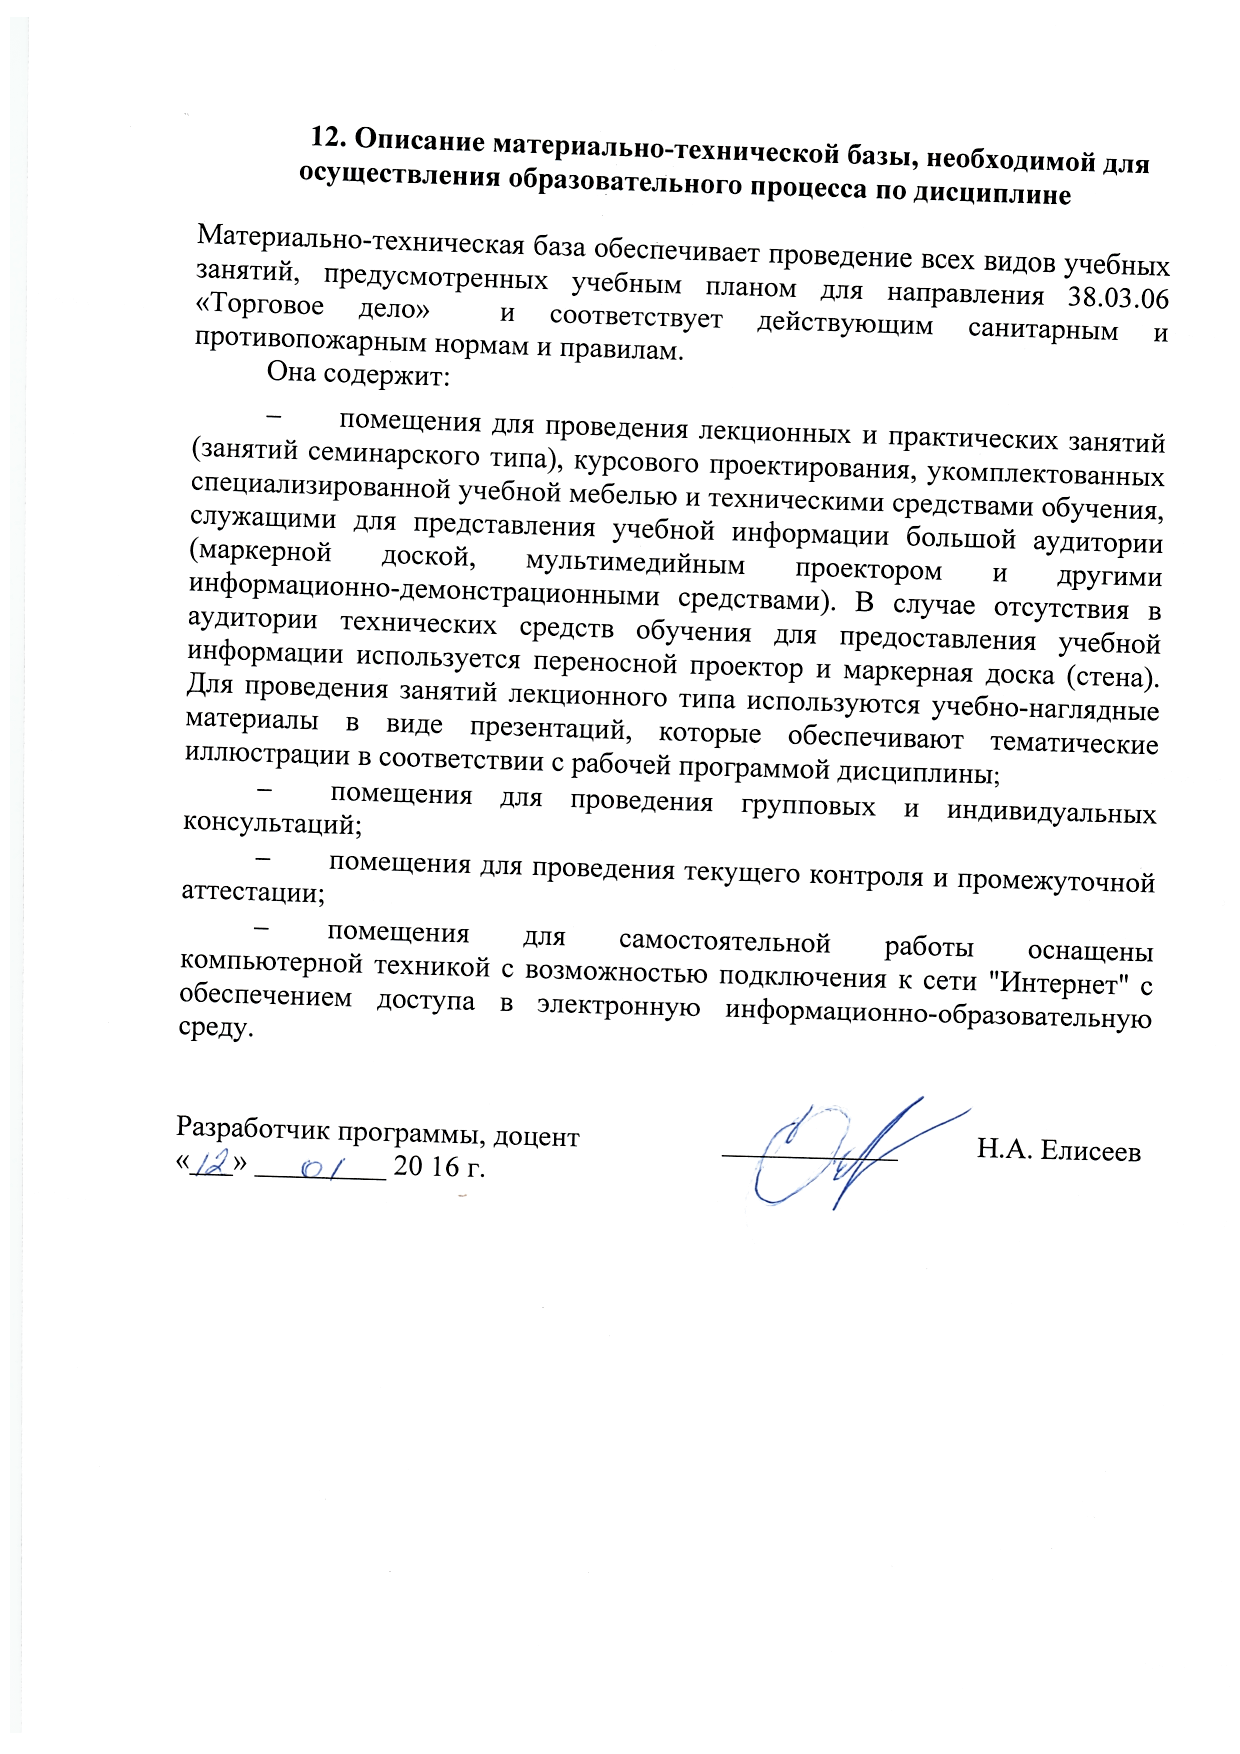 12. Описание материально-технической базы, необходимой для
осуществления образовательного процесса по дисциплине
Материально-техническая база обеспечивает проведение всех видов учебных
занятий, предусмотренных учебным планом для направления 38.03.06
«Торговое дело» и соответствует действующим санитарным и
противопожарным нормам и правилам.
Она содержит:
– помещения для проведения лекционных и практических занятий
(занятий семинарского типа), курсового проектирования, укомплектованных
специализированной учебной мебелью и техническими средствами обучения,
служащими для представления учебной информации большой аудитории
(маркерной доской, мультимедийным проектором и другими
информационно-демонстрационными средствами). В случае отсутствия в
аудитории технических средств обучения для предоставления учебной
информации используется переносной проектор и маркерная доска (стена).
Для проведения занятий лекционного типа используются учебно-наглядные
материалы в виде презентаций, которые обеспечивают тематические
иллюстрации в соответствии с рабочей программой дисциплины;
– помещения для проведения групповых и индивидуальных
консультаций;
– помещения для проведения текущего контроля и промежуточной
аттестации;
– помещения для самостоятельной работы оснащены
компьютерной техникой с возможностью подключения к сети "Интернет" с
обеспечением доступа в электронную информационно-образовательную
среду.
Разработчик программы, доцент Н.А. Елисеев
«12» 01 20 16 г.